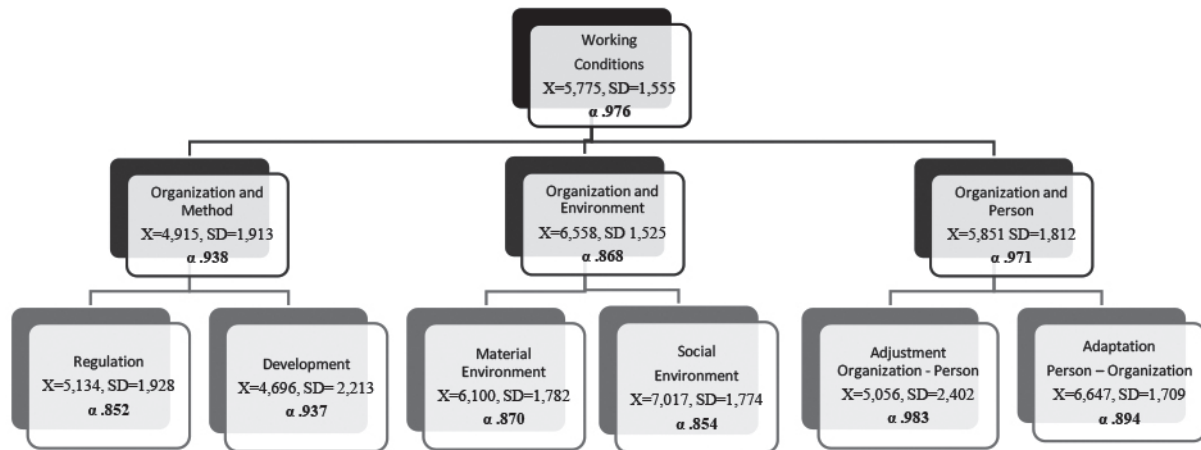 Working
Conditions
X=5,775, SD=1,555
α .976
Organization and
Method
X=4,915, SD=1,913
α .938
Organization and
Environment
X=6,558, SD 1,525
α .868
Organization and
Person
X=5,851 SD=1,812
α .971
Regulation
X=5,134, SD=1,928
α .852
Development
X=4,696, SD= 2,213
α .937
Material
Environment
X=6,100, SD=1,782
α .870
Social
Environment
X=7,017, SD=1,774
α .854
Adjustment
Organization - Person
X=5,056, SD=2,402
α .983
Adaptation
Person – Organization
X=6,647, SD=1,709
α .894